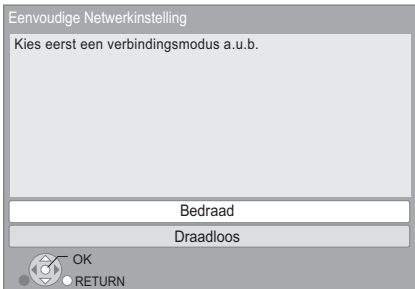 Eenvoudige Netwerkinstelling
Kies eerst een verbindingsmodus a.u.b.
Bedraad
Draadloos
OK
RETURN